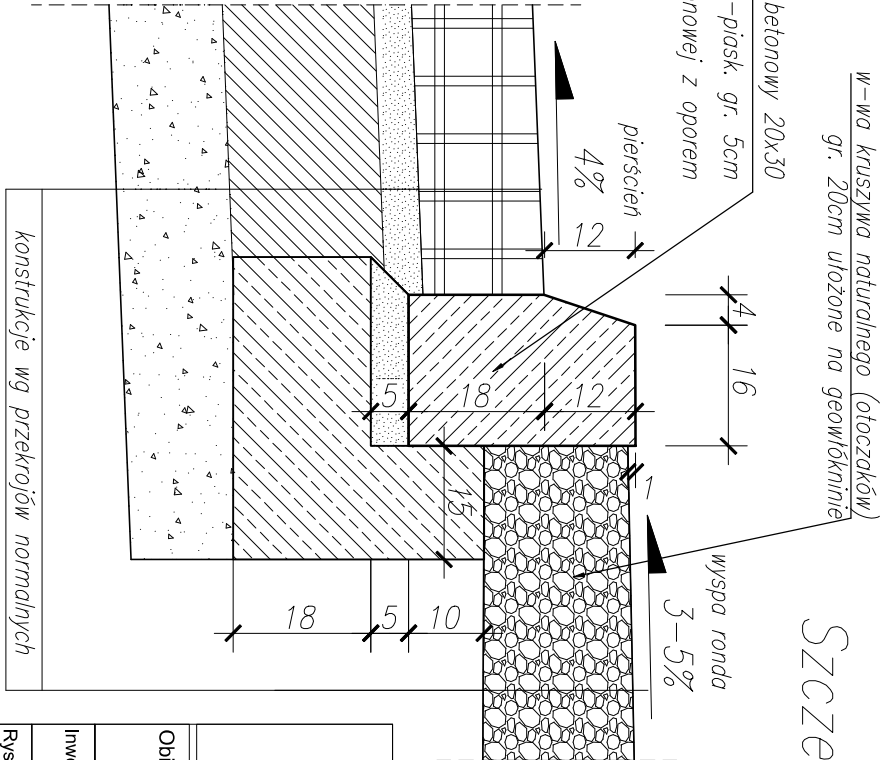 w-wa kruszywa naturalnego (otoczaków)
gr. 20cm ułożone na geowłókninie
betonowy 20x30
-piask. gr. 5cm
z oporem
Szcze
pierścień
4%
12
4
16
1
wyspa ronda
3-5%
5
18
12
15
18
5
10
konstrukcje wg przekrojów normalnych
Obi
Inwe
Rys